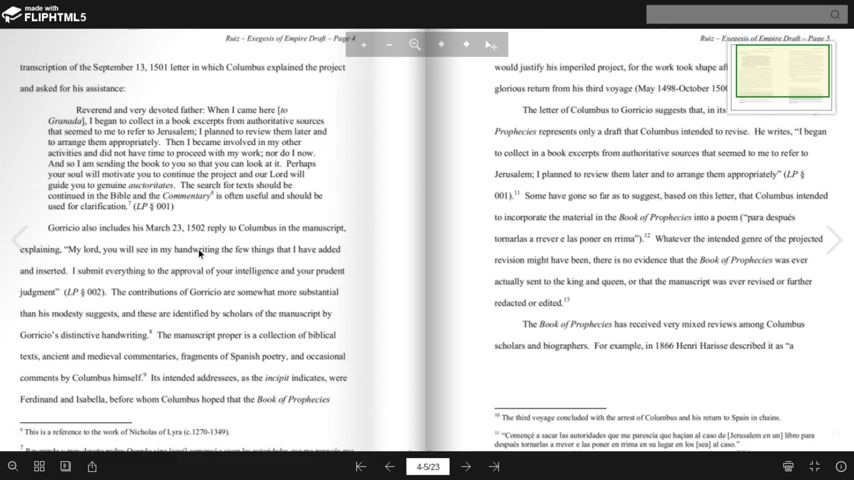 made with
FLIPHTML5
Ruiz – Exegesis of Empire Draft – Page 4
transcription of the September 13, 1501 letter in which Columbus explained the project
and asked for his assistance:
Reverend and very devoted father: When I came here [to
Granada], I began to collect in a book excerpts from authoritative sources
that seemed to me to refer to Jerusalem; I planned to review them later and
to arrange them appropriately. Then I became involved in my other
activities and did not have time to proceed with my work; nor do I now.
And so I am sending the book to you so that you can look at it. Perhaps
your soul will motivate you to continue the project and our Lord will
guide you to genuine auctoritates. The search for texts should be
continued in the Bible and the Commentary6 is often useful and should be
used for clarification.7 (LP § 001)
Gorricio also includes his March 23, 1502 reply to Columbus in the manuscript,
explaining, “My lord, you will see in my handwriting the few things that I have added
and inserted. I submit everything to the approval of your intelligence and your prudent
judgment” (LP § 002). The contributions of Gorricio are somewhat more substantial
than his modesty suggests, and these are identified by scholars of the manuscript by
Gorricio’s distinctive handwriting.8 The manuscript proper is a collection of biblical
texts, ancient and medieval commentaries, fragments of Spanish poetry, and occasional
comments by Columbus himself.9 Its intended addressees, as the incipit indicates, were
Ferdinand and Isabella, before whom Columbus hoped that the Book of Prophecies
6 This is a reference to the work of Nicholas of Lyra (c.1270-1349).
Ruiz – Exegesis of Empire Draft – Page 5
would justify his imperiled project, for the work took shape
glorious return from his third voyage (May 1498-October
The letter of Columbus to Gorricio suggests that, in its
Prophecies represents only a draft that Columbus intended to revise. He writes, “I began
to collect in a book excerpts from authoritative sources that seemed to me to refer to
Jerusalem; I planned to review them later and to arrange them appropriately” (LP §
001).11 Some have gone so far as to suggest, based on this letter, that Columbus intended
to incorporate the material in the Book of Prophecies into a poem (“para después
tornarlas a rrever e las poner en rrima”).12 Whatever the intended genre of the projected
revision might have been, there is no evidence that the Book of Prophecies was ever
actually sent to the king and queen, or that the manuscript was ever revised or further
redacted or edited.13
The Book of Prophecies has received very mixed reviews among Columbus
scholars and biographers. For example, in 1866 Henri Harisse described it as “a
10 The third voyage concluded with the arrest of Columbus and his return to Spain in chains.
11 “Començé a sacar las autoridades que me parescía que haçían al caso de [Jerusalem en un] libro para
después tornarlas a rrever e las poner en rrima en su lugar en los [sea] al caso.”
4-5/23